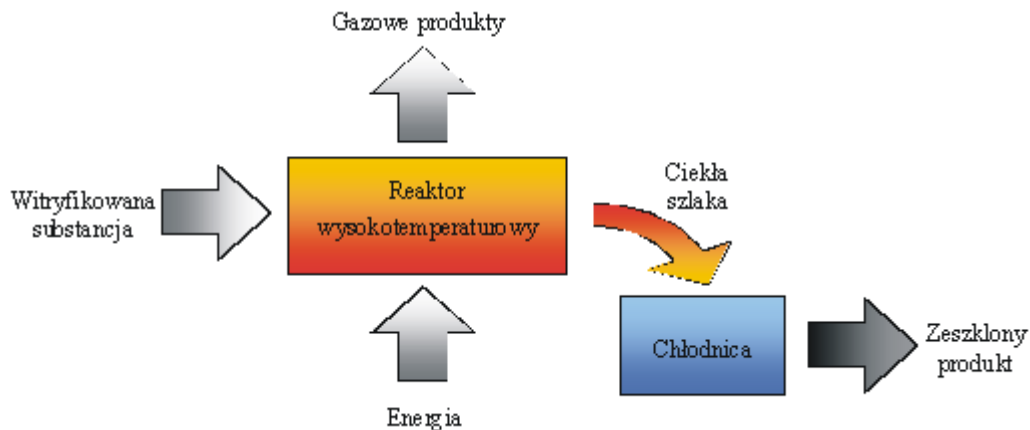 Gazowe produkty
Witryfikowana
substancja
Reaktor
wysokotemperaturowy
Ciekła
szlaka
Chłodnica
Zeszklony
produkt
Energia